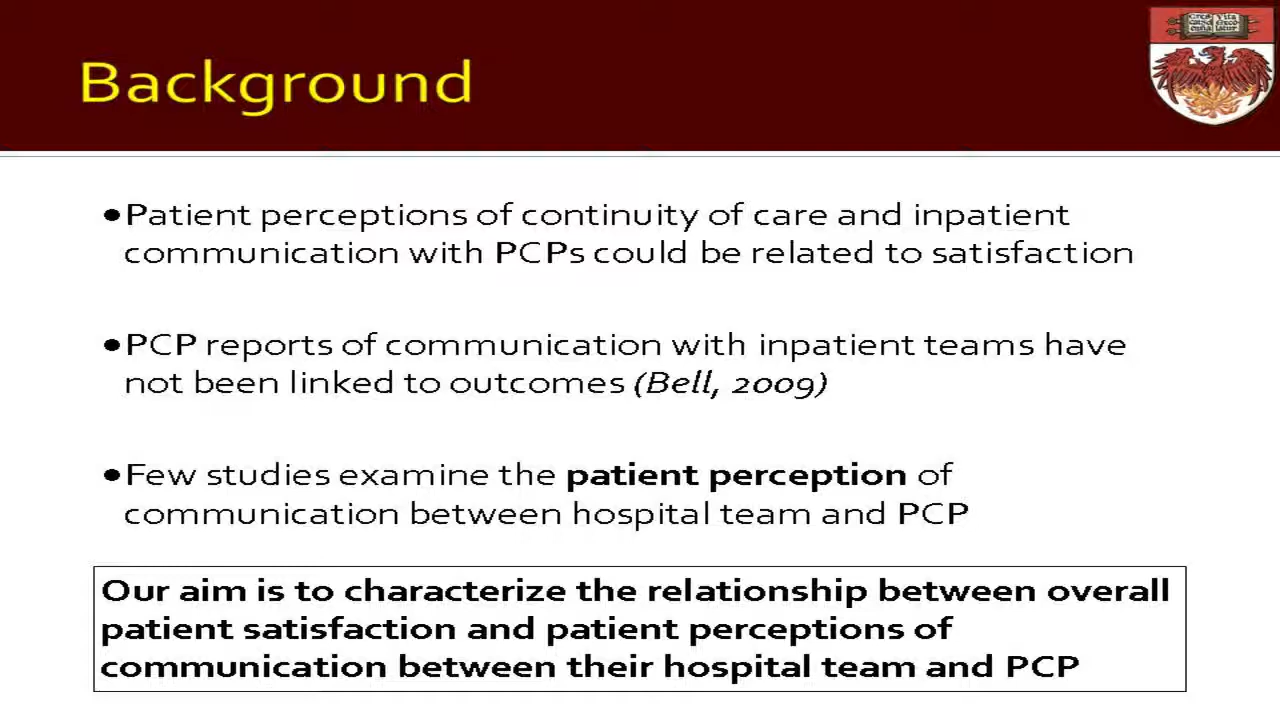 Background
•Patient perceptions of continuity of care and inpatient
communication with PCPs could be related to satisfaction
•PCP reports of communication with inpatient teams have
not been linked to outcomes (Bell, 2009)
•Few studies examine the patient perception of
communication between hospital team and PCP
Our aim is to characterize the relationship between overall
patient satisfaction and patient perceptions of
communication between their hospital team and PCP